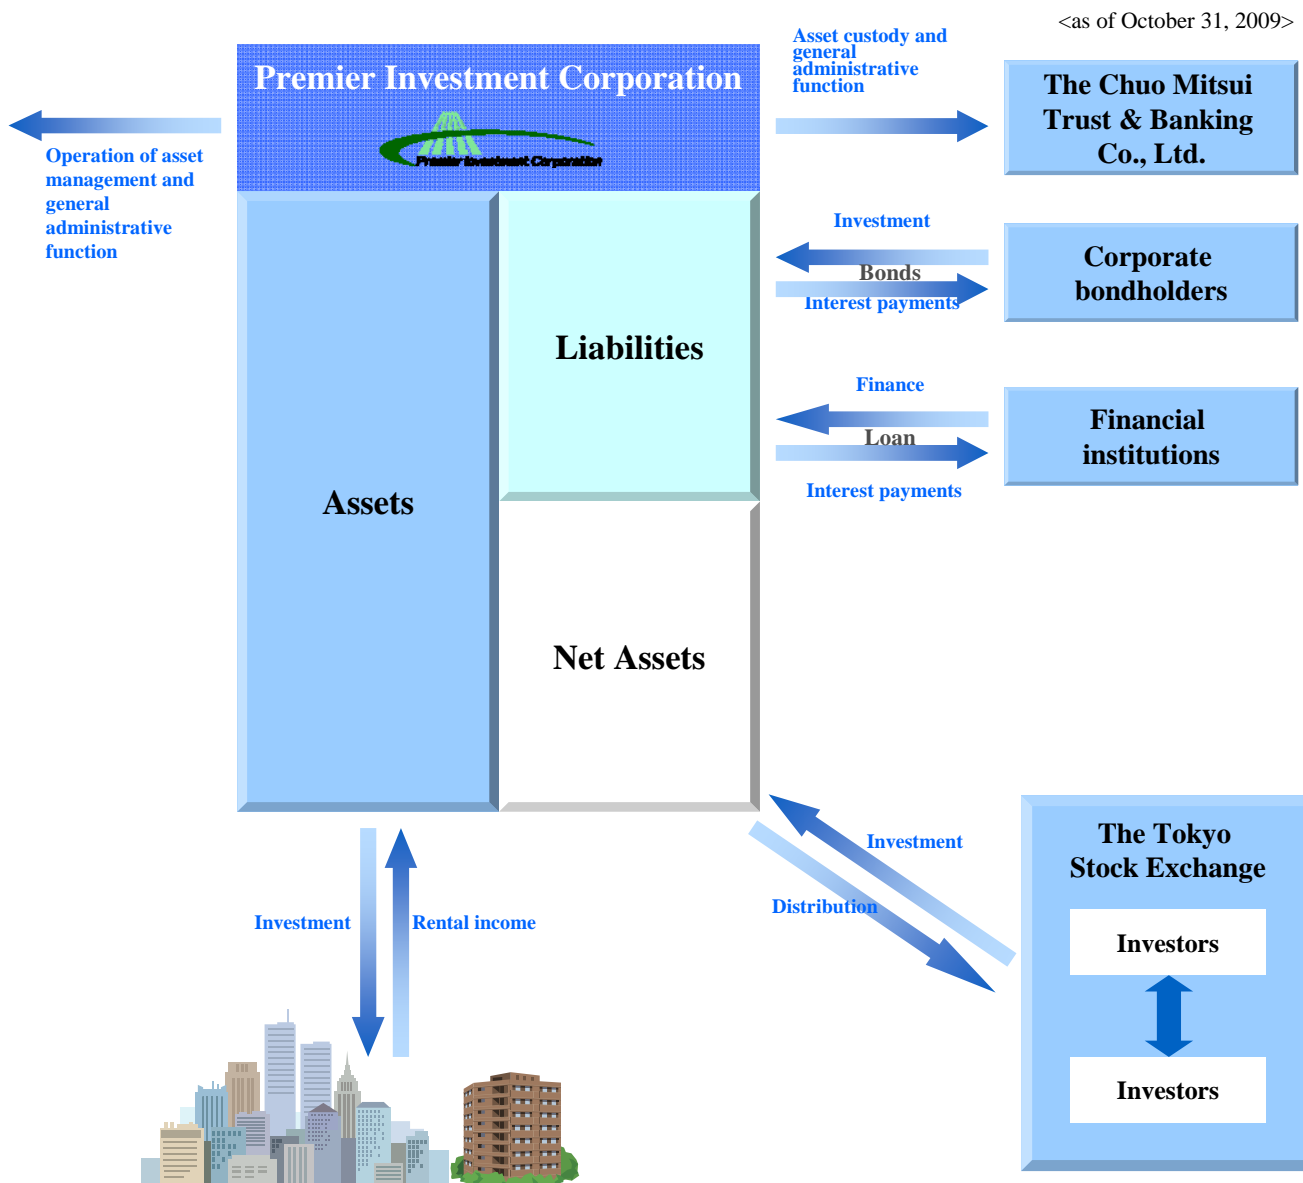 <as of October 31, 2009>
Premier Investment Corporation
Premier Investment Corporation
Asset custody and
general
administrative
function
The Chuo Mitsui
Trust & Banking
Co., Ltd.
Operation of asset
management and
general
administrative
function
Investment
Bonds
Interest payments
Corporate
bondholders
Liabilities
Finance
Loan
Interest payments
Financial
institutions
Assets
Net Assets
Investment
Distribution
The Tokyo
Stock Exchange
Investors
Investors
Investment
Rental income